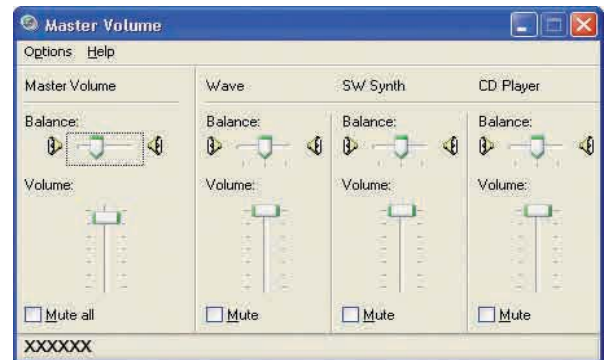 Master Volume
Options Help
Master Volume Wave SW Synth CD Player
Balance: Balance: Balance: Balance:
Volume: Volume: Volume: Volume:
Mute all Mute Mute Mute
XXXXXX